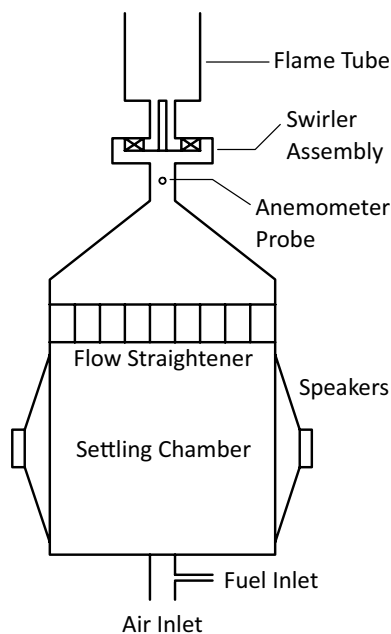 Flame Tube
Swirler
Assembly
Anemometer
Probe
Flow Straightener
Speakers
Settling Chamber
Fuel Inlet
Air Inlet